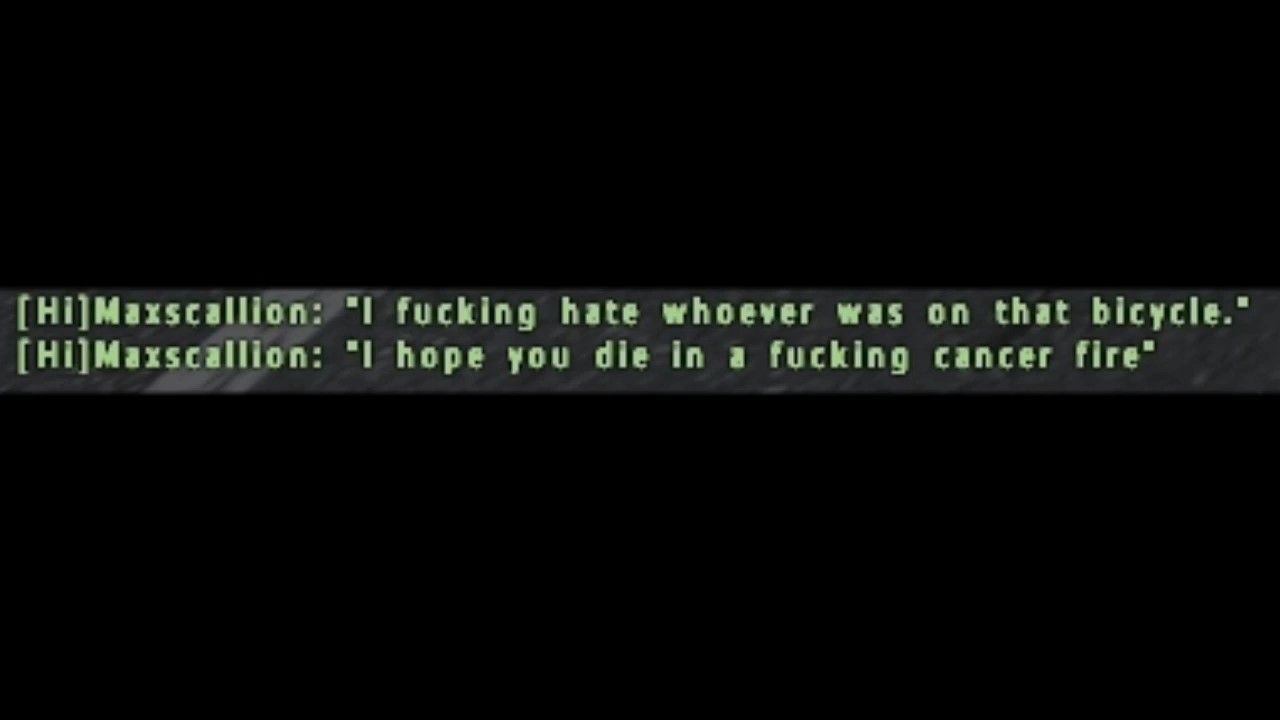 [Hi]Maxscallion: "I fucking hate whoever was on that bicycle."
[Hi]Maxscallion: "I hope you die in a fucking cancer fire"